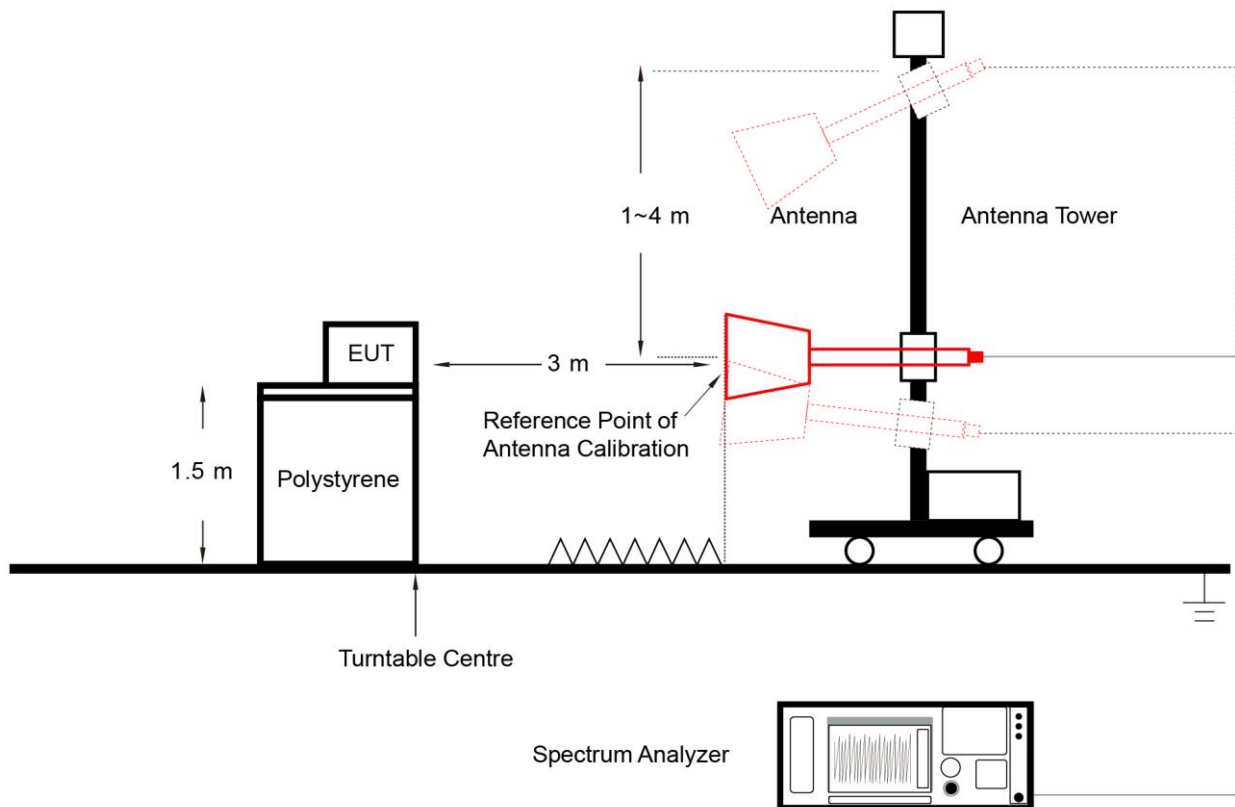 1~4 m
Antenna
Antenna Tower
EUT
3 m
Reference Point of
Antenna Calibration
1.5 m
Polystyrene
Turntable Centre
Spectrum Analyzer